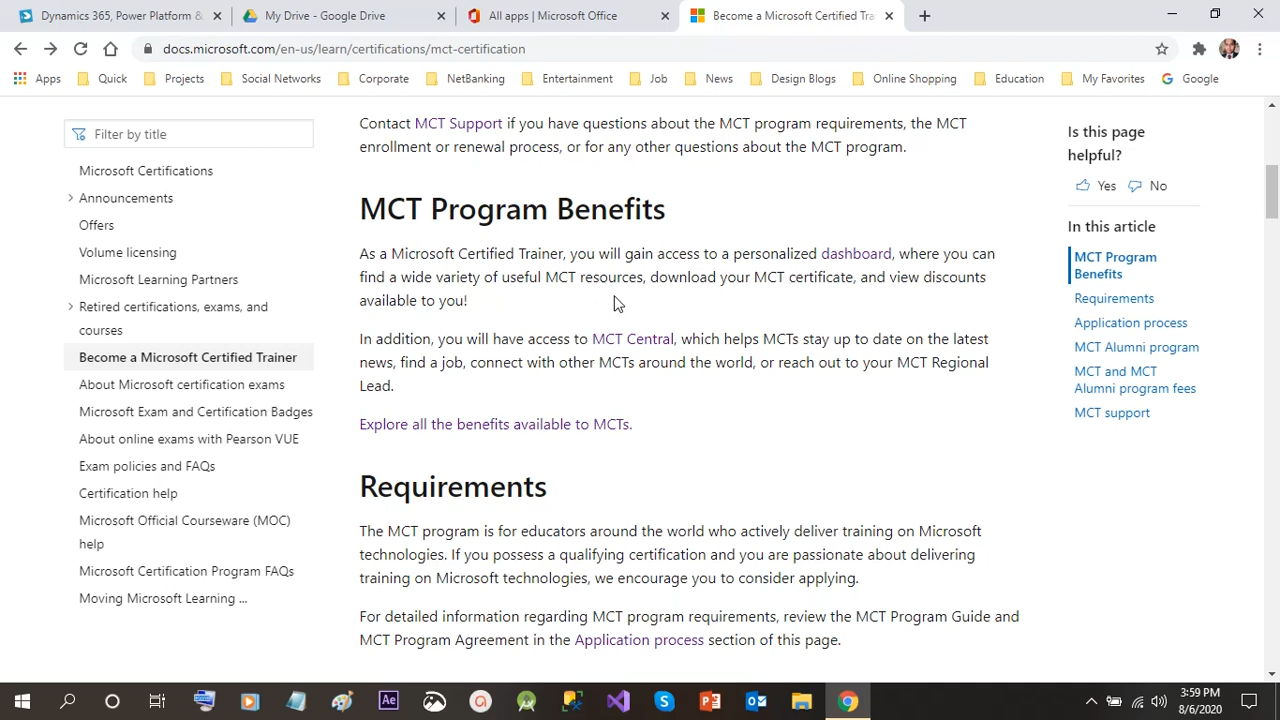 Dynamics 365, Power Platform &
My Drive - Google Drive
All apps | Microsoft Office
Become a Microsoft Certified Tra
docs.microsoft.com/en-us/learn/certifications/mct-certification
Apps
Quick
Projects
Social Networks
Corporate
NetBanking
Entertainment
Job
News
Design Blogs
Online Shopping
Education
My Favorites
Google
Filter by title
Microsoft Certifications
Announcements
Offers
Volume licensing
Microsoft Learning Partners
Retired certifications, exams, and
courses
Become a Microsoft Certified Trainer
About Microsoft certification exams
Microsoft Exam and Certification Badges
About online exams with Pearson VUE
Exam policies and FAQs
Certification help
Microsoft Official Courseware (MOC)
help
Microsoft Certification Program FAQs
Moving Microsoft Learning ...
Contact MCT Support if you have questions about the MCT program requirements, the MCT
enrollment or renewal process, or for any other questions about the MCT program.
MCT Program Benefits
As a Microsoft Certified Trainer, you will gain access to a personalized dashboard, where you can
find a wide variety of useful MCT resources, download your MCT certificate, and view discounts
available to you!
In addition, you will have access to MCT Central, which helps MCTs stay up to date on the latest
news, find a job, connect with other MCTs around the world, or reach out to your MCT Regional
Lead.
Explore all the benefits available to MCTs.
Requirements
The MCT program is for educators around the world who actively deliver training on Microsoft
technologies. If you possess a qualifying certification and you are passionate about delivering
training on Microsoft technologies, we encourage you to consider applying.
For detailed information regarding MCT program requirements, review the MCT Program Guide and
MCT Program Agreement in the Application process section of this page.
Is this page
helpful?
Yes
No
In this article
MCT Program
Benefits
Requirements
Application process
MCT Alumni program
MCT and MCT
Alumni program fees
MCT support
3:59 PM
8/6/2020